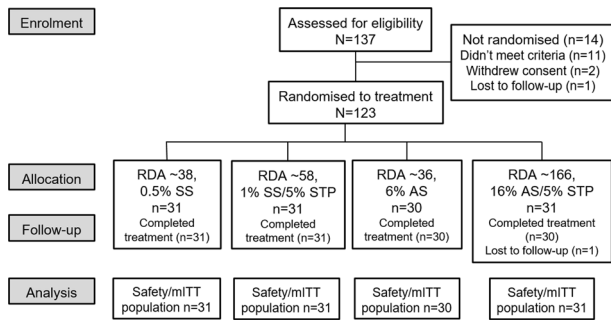 Enrolment
Assessed for eligibility
N=137
Not randomised (n=14)
Didn't meet criteria (n=11)
Withdrew consent (n=2)
Lost to follow-up (n=1)
Randomised to treatment
N=123
Allocation
Follow-up
RDA ~38,
0.5% SS
n=31
Completed
treatment (n=31)
RDA ~58,
1% SS/5% STP
n=31
Completed
treatment (n=31)
RDA ~36,
6% AS
n=30
Completed
treatment (n=30)
RDA ~166,
16% AS/5% STP
n=31
Completed treatment
(n=30)
Lost to follow-up (n=1)
Analysis
Safety/mITT
population n=31
Safety/mITT
population n=31
Safety/mITT
population n=30
Safety/mITT
population n=31